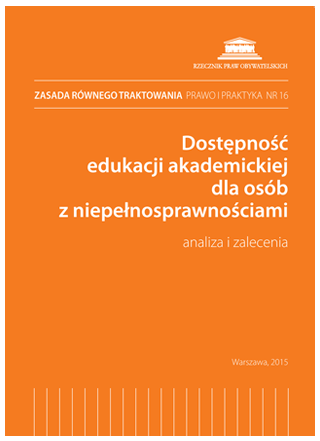 RZECZNIK PRAW OBYWATELSKICH
ZASADA RÓWNEGO TRAKTOWANIA PRAWO I PRAKTYKA NR 16
Dostępność
edukacji akademickiej
dla osób
z niepełnosprawnościami
analiza i zalecenia
Warszawa, 2015